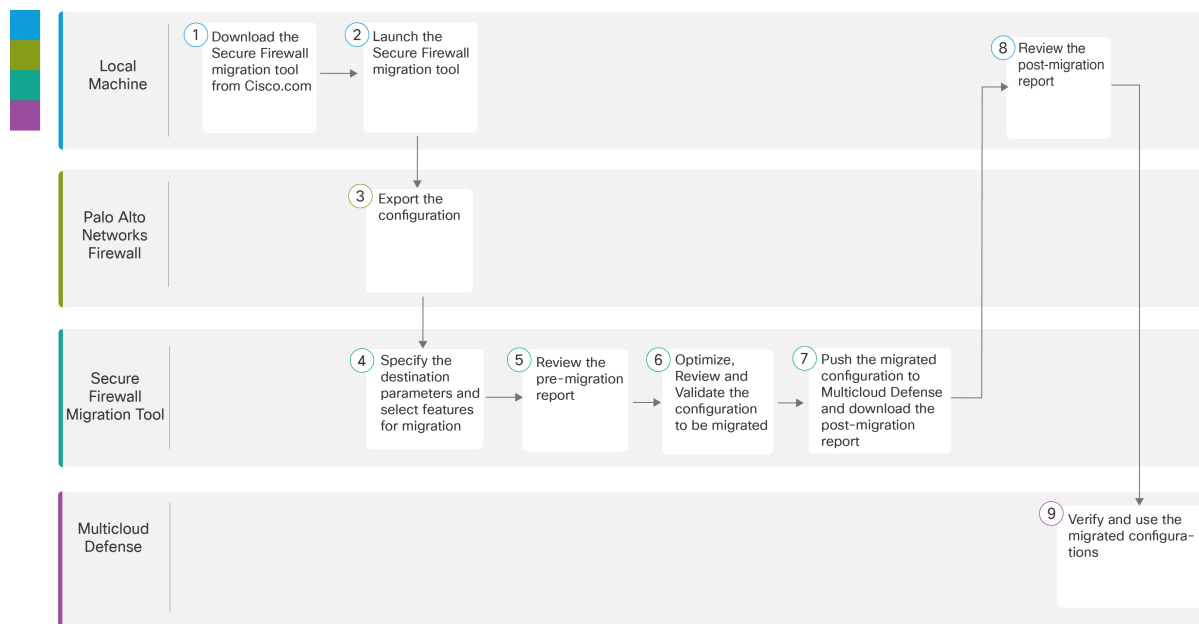 Local
Machine
1
Download the
Secure Firewall
migration tool
from Cisco.com
2
Launch the
Secure Firewall
migration tool
8
Review the
post-migration
report
Palo Alto
Networks
Firewall
3
Export the
configuration
Secure
Firewall
Migration Tool
4
Specify the
destination
parameters and
select features
for migration
5
Review the
pre-migration
report
6
Optimize,
Review and
Validate the
configuration
to be migrated
7
Push the migrated
configuration to
Multicloud Defense
and download the
post-migration
report
Multicloud
Defense
9
Verify and use the
migrated configura-
tions